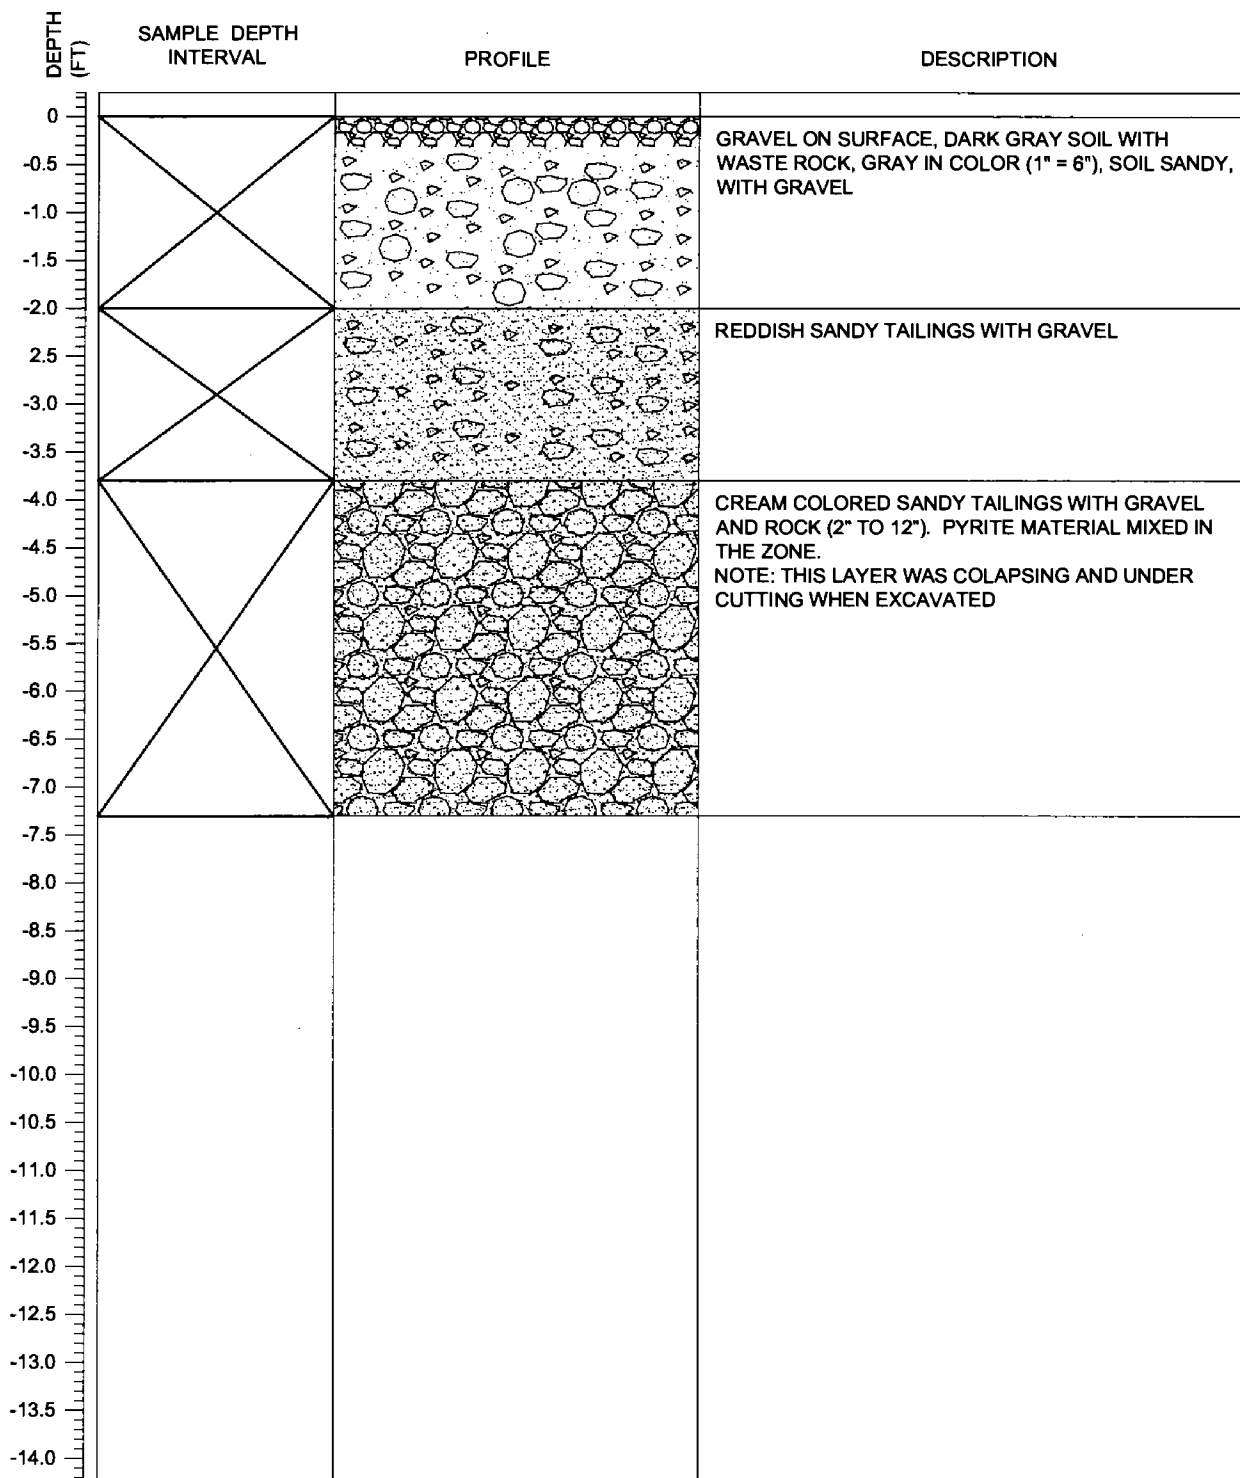 DEPTH
(FT)
SAMPLE DEPTH
INTERVAL
PROFILE
DESCRIPTION
0
-0.5
-1.0
-1.5
-2.0
2.5
-3.0
-3.5
-4.0
-4.5
-5.0
-5.5
-6.0
-6.5
-7.0
-7.5
-8.0
-8.5
-9.0
-9.5
-10.0
-10.5
-11.0
-11.5
-12.0
-12.5
-13.0
-13.5
-14.0
GRAVEL ON SURFACE, DARK GRAY SOIL WITH
WASTE ROCK, GRAY IN COLOR (1" = 6"), SOIL SANDY,
WITH GRAVEL
REDDISH SANDY TAILINGS WITH GRAVEL
CREAM COLORED SANDY TAILINGS WITH GRAVEL
AND ROCK (2" TO 12"). PYRITE MATERIAL MIXED IN
THE ZONE.
NOTE: THIS LAYER WAS COLAPSING AND UNDER
CUTTING WHEN EXCAVATED